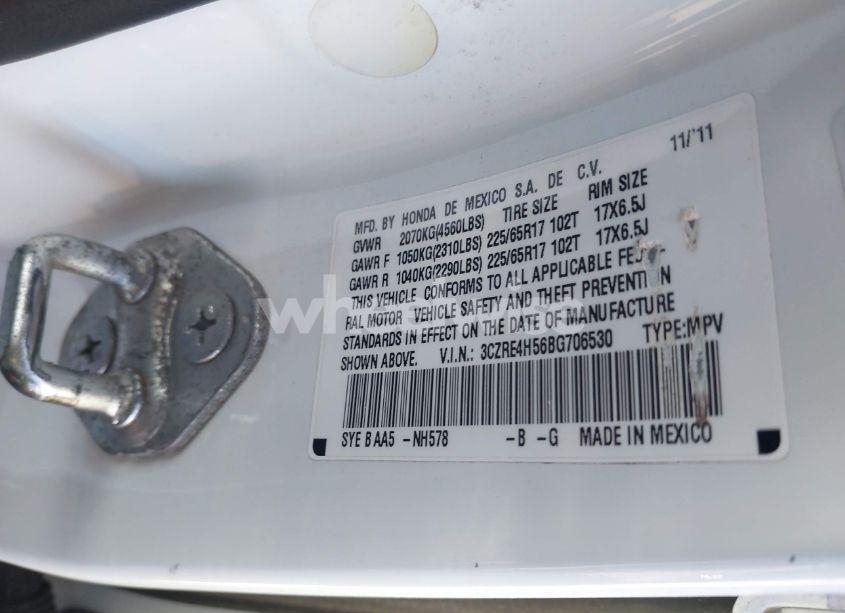 11/'11
MFD. BY HONDA DE MEXICO S.A. DE C.V.
GVWR 2070KG(4560LBS) TIRE SIZE RIM SIZE
GAWR F 1050KG(2310LBS) 225/65R17 102T 17X6.5J
GAWR R 1040KG(2290LBS) 225/65R17 102T 17X6.5J
THIS VEHICLE CONFORMS TO ALL APPLICABLE
RAL MOTOR VEHICLE SAFETY AND THEFT PREVENTION
STANDARDS IN EFFECT ON THE DATE OF MANUFACTURE
SHOWN ABOVE. V.I.N.: 3CZRE4H56BG706530 TYPE:MPV
SYE B AA5 -NH578 -B -G MADE IN MEXICO